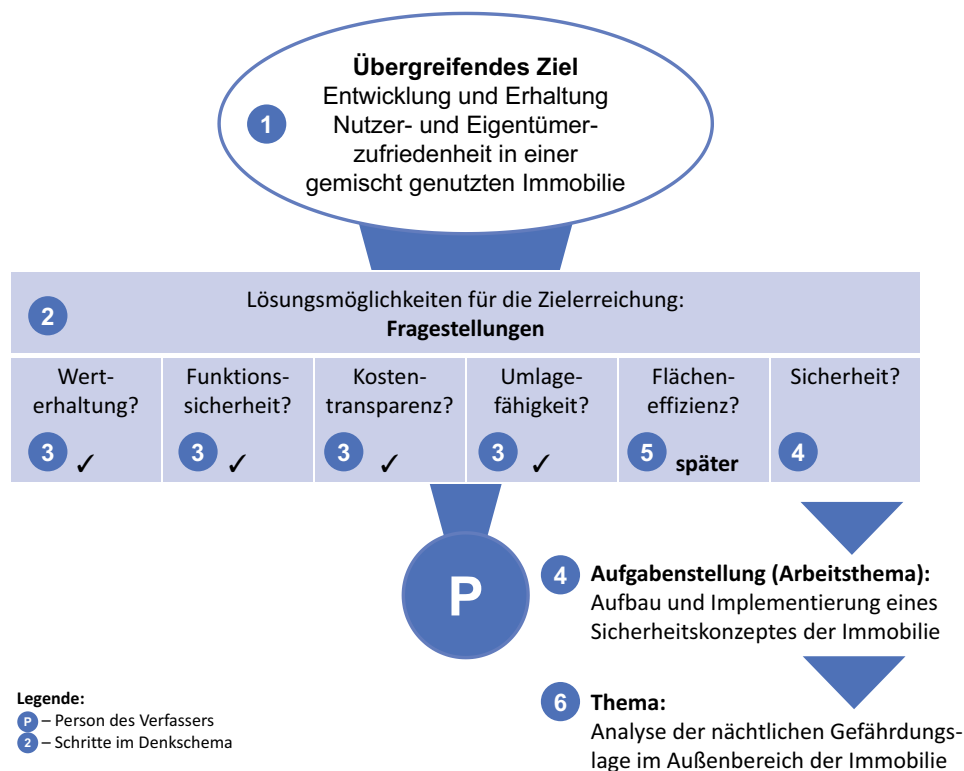 Übergreifendes Ziel
1
Entwicklung und Erhaltung
Nutzer- und Eigentümer-
zufriedenheit in einer
gemischt genutzten Immobilie
2
Lösungsmöglichkeiten für die Zielerreichung:
Fragestellungen
Wert-
erhaltung?
3 ✓
Funktions-
sicherheit?
3 ✓
Kosten-
transparenz?
3 ✓
Umlage-
fähigkeit?
3 ✓
Flächen-
effizienz?
5 später
Sicherheit?
4
P
4 Aufgabenstellung (Arbeitsthema):
Aufbau und Implementierung eines
Sicherheitskonzeptes der Immobilie
6 Thema:
Analyse der nächtlichen Gefährdungs-
lage im Außenbereich der Immobilie
Legende:
P – Person des Verfassers
2 – Schritte im Denkschema